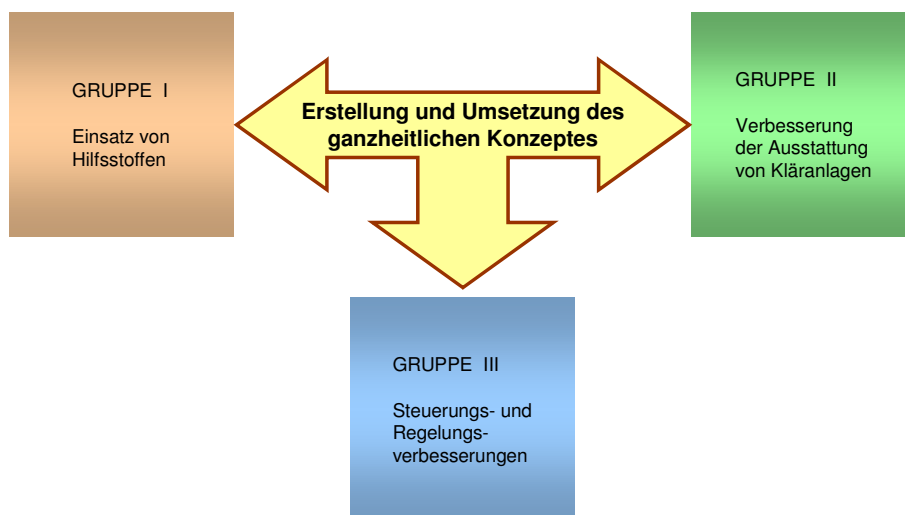 GRUPPE I
Einsatz von
Hilfsstoffen
Erstellung und Umsetzung des
ganzheitlichen Konzeptes
GRUPPE II
Verbesserung
der Ausstattung
von Kläranlagen
GRUPPE III
Steuerungs- und
Regelungs-
verbesserungen